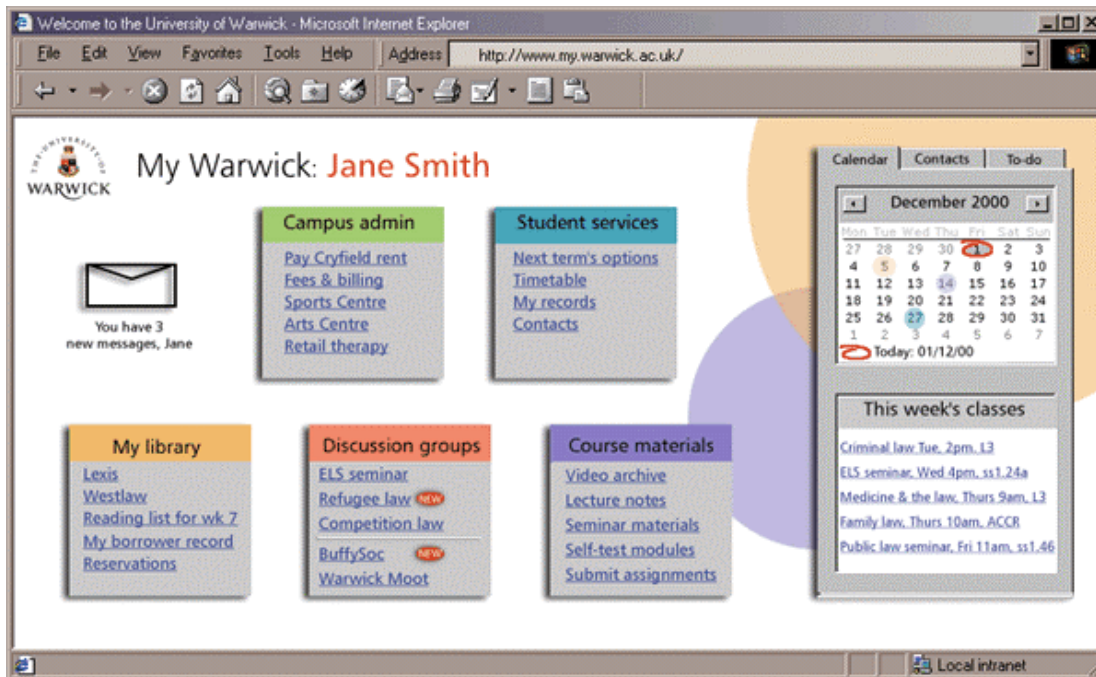 Welcome to the University of Warwick - Microsoft Internet Explorer
File Edit View Favorites Tools Help Address http://www.my.warwick.ac.uk/
THE UNIVERSITY OF
WARWICK
My Warwick: Jane Smith
You have 3
new messages, Jane
Campus admin
Pay Cryfield rent
Fees & billing
Sports Centre
Arts Centre
Retail therapy
Student services
Next term's options
Timetable
My records
Contacts
My library
Lexis
Westlaw
Reading list for wk 7
My borrower record
Reservations
Discussion groups
ELS seminar
Refugee law NEW
Competition law
BuffySoc NEW
Warwick Moot
Course materials
Video archive
Lecture notes
Seminar materials
Self-test modules
Submit assignments
Calendar Contacts To-do
December 2000
Mon Tue Wed Thu Fri Sat Sun
27 28 29 30 1 2 3
4 5 6 7 8 9 10
11 12 13 14 15 16 17
18 19 20 21 22 23 24
25 26 27 28 29 30 31
1 2 3 4 5 6 7
Today: 01/12/00
This week's classes
Criminal law Tue, 2pm, L3
ELS seminar, Wed 4pm, ss1.24a
Medicine & the law, Thurs 9am, L3
Family law, Thurs 10am, ACCR
Public law seminar, Fri 11am, ss1.46
Local intranet